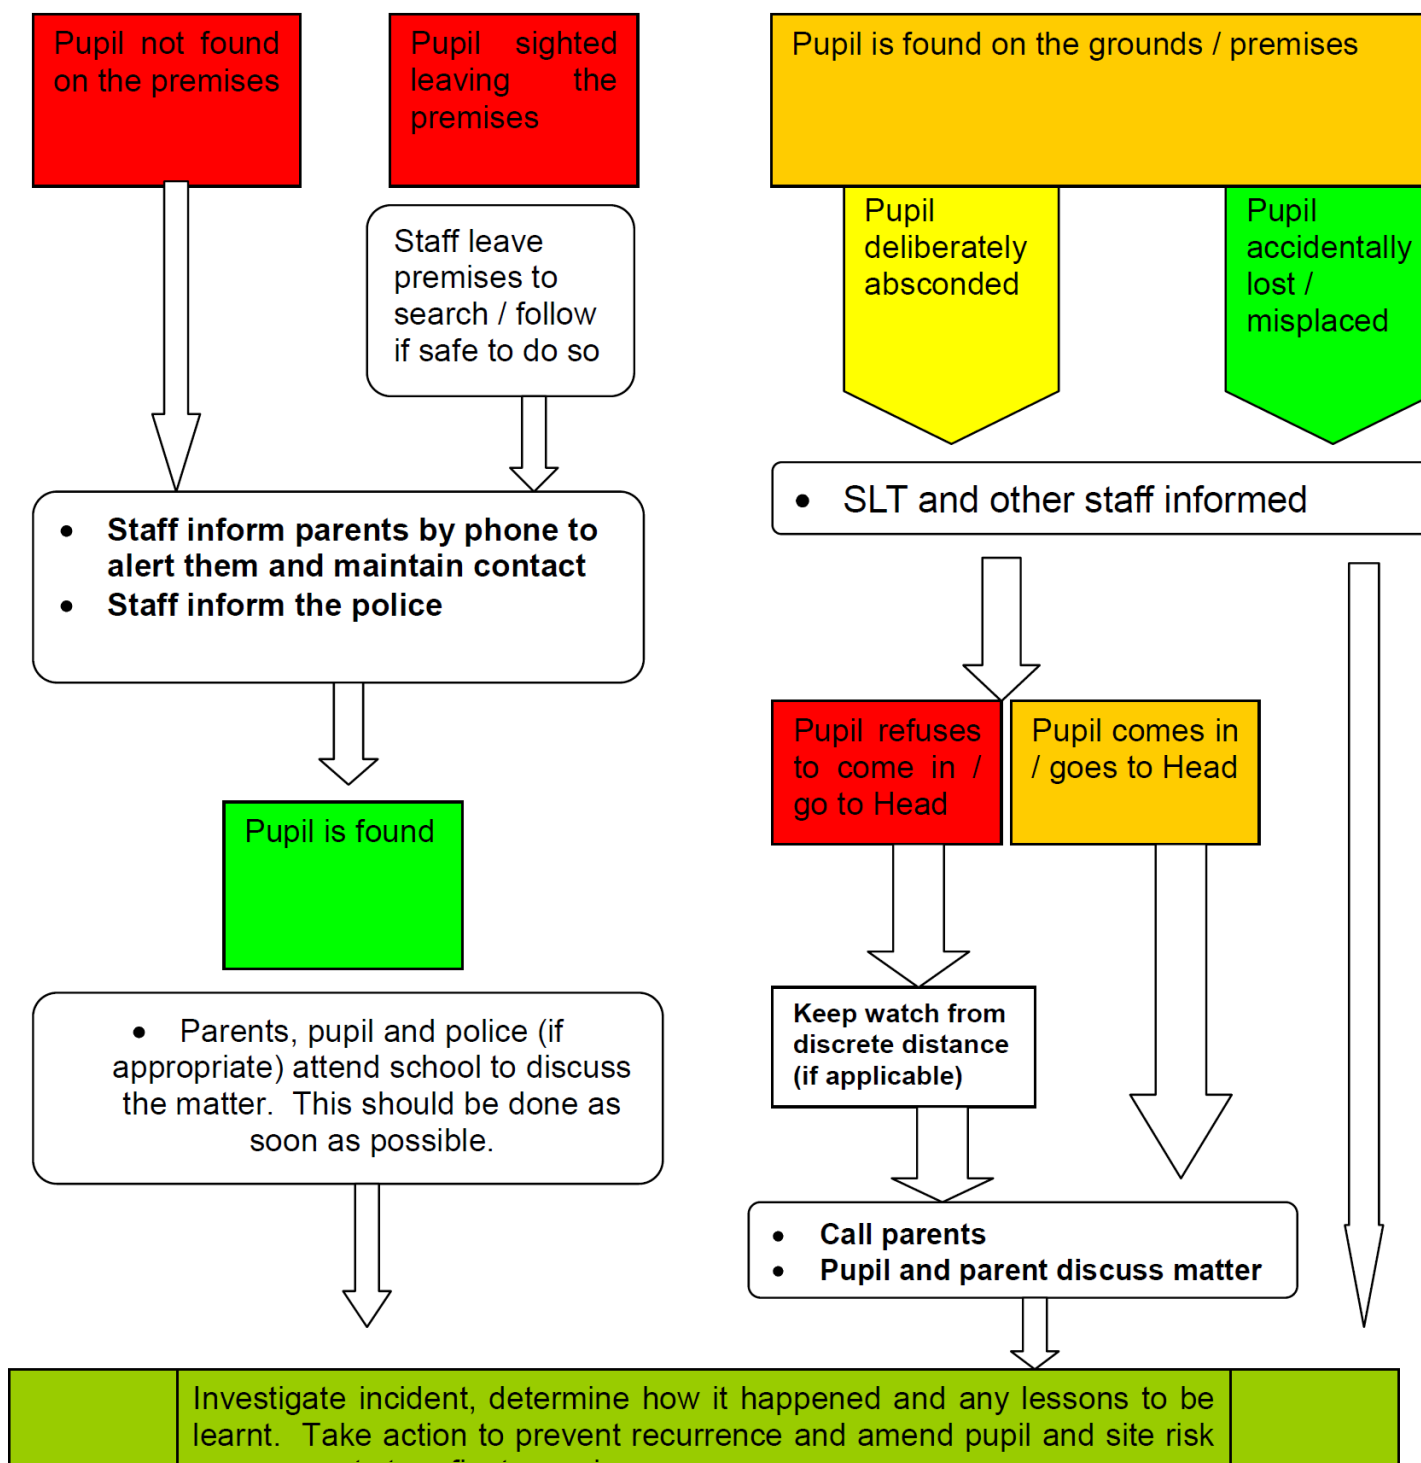 Pupil not found
on the premises
Pupil sighted
leaving the
premises
Pupil is found on the grounds / premises
Staff leave
premises to
search / follow
if safe to do so
Pupil
deliberately
absconded
Pupil
accidentally
lost /
misplaced
• Staff inform parents by phone to
alert them and maintain contact
• Staff inform the police
• SLT and other staff informed
Pupil is found
Pupil refuses
to come in /
go to Head
Pupil comes in
/ goes to Head
• Parents, pupil and police (if
appropriate) attend school to discuss
the matter. This should be done as
soon as possible.
Keep watch from
discrete distance
(if applicable)
• Call parents
• Pupil and parent discuss matter
Investigate incident, determine how it happened and any lessons to be
learnt. Take action to prevent recurrence and amend pupil and site risk